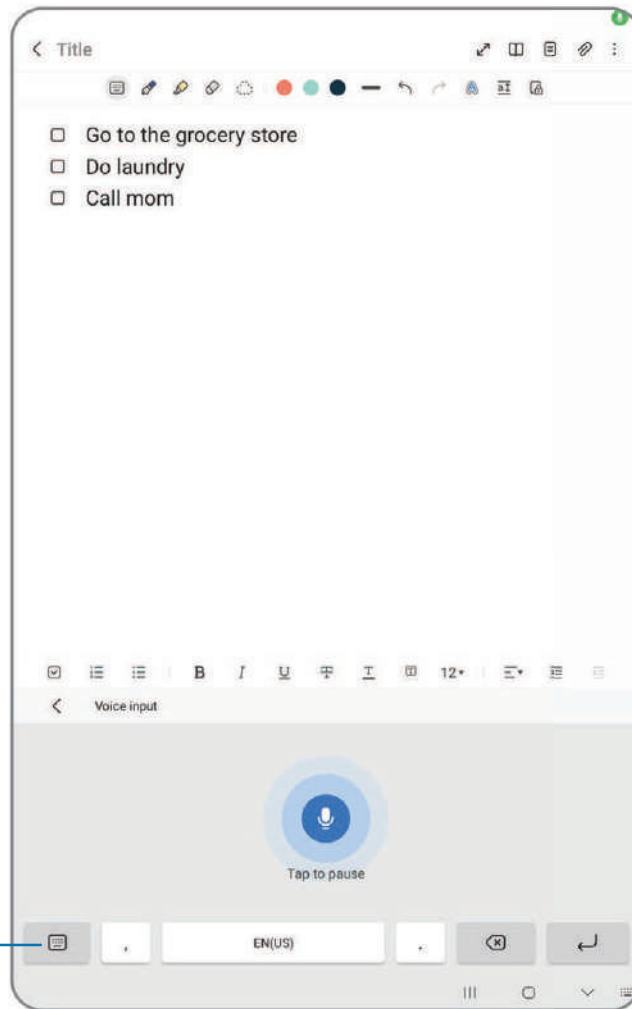 Title
Go to the grocery store
Do laundry
Call mom
B I U T T 12
Voice input
Tap to pause
, EN(US) .